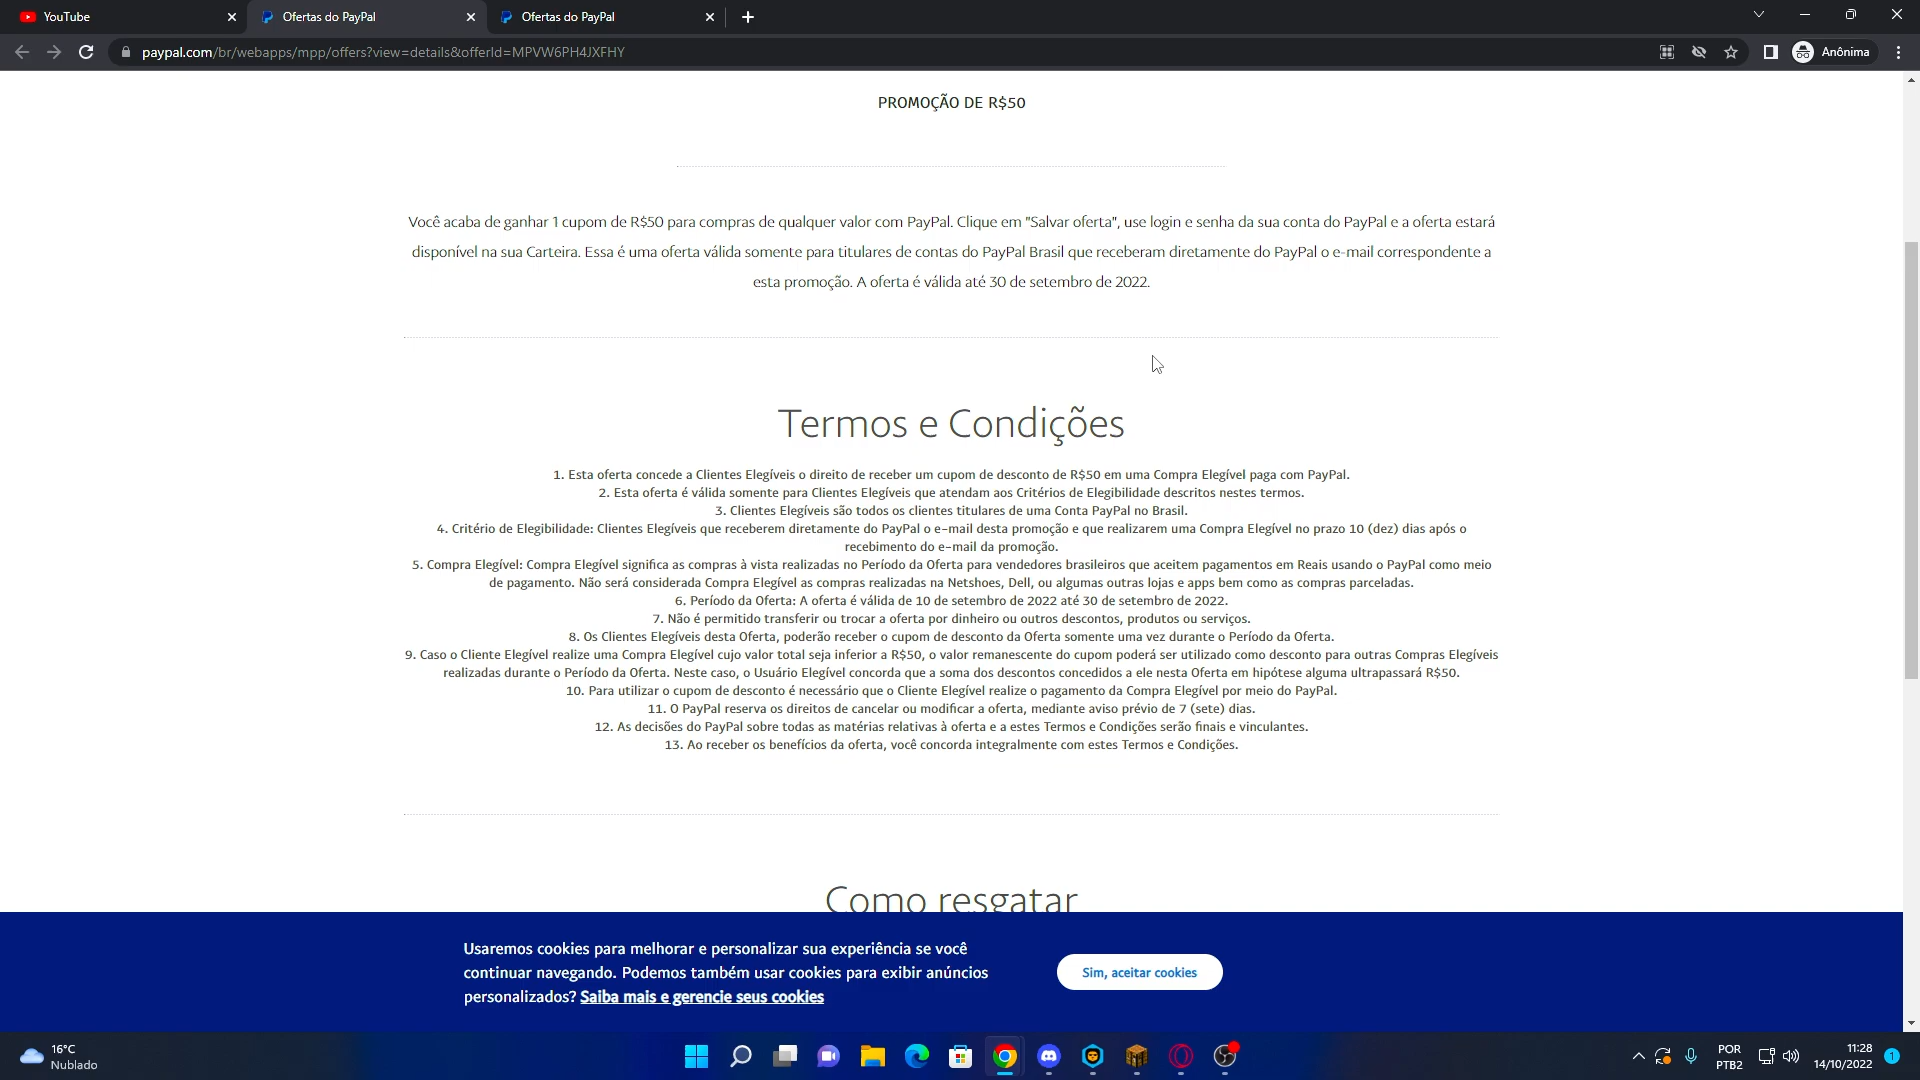 YouTube
Ofertas do PayPal
Ofertas do PayPal
paypal.com/br/webapps/mpp/offers?view=details&offerId=MPVW6PH4JXFHY
Anônima
PROMOÇÃO DE R$50
Você acaba de ganhar 1 cupom de R$50 para compras de qualquer valor com PayPal. Clique em "Salvar oferta", use login e senha da sua conta do PayPal e a oferta estará
disponível na sua Carteira. Essa é uma oferta válida somente para titulares de contas do PayPal Brasil que receberam diretamente do PayPal o e-mail correspondente a
esta promoção. A oferta é válida até 30 de setembro de 2022.
Termos e Condições
1. Esta oferta concede a Clientes Elegíveis o direito de receber um cupom de desconto de R$50 em uma Compra Elegível paga com PayPal.
2. Esta oferta é válida somente para Clientes Elegíveis que atendam aos Critérios de Elegibilidade descritos nestes termos.
3. Clientes Elegíveis são todos os clientes titulares de uma Conta PayPal no Brasil.
4. Critério de Elegibilidade: Clientes Elegíveis que receberem diretamente do PayPal o e-mail desta promoção e que realizarem uma Compra Elegível no prazo 10 (dez) dias após o
recebimento do e-mail da promoção.
5. Compra Elegível: Compra Elegível significa as compras à vista realizadas no Período da Oferta para vendedores brasileiros que aceitem pagamentos em Reais usando o PayPal como meio
de pagamento. Não será considerada Compra Elegível as compras realizadas na Netshoes, Dell, ou algumas outras lojas e apps bem como as compras parceladas.
6. Período da Oferta: A oferta é válida de 10 de setembro de 2022 até 30 de setembro de 2022.
7. Não é permitido transferir ou trocar a oferta por dinheiro ou outros descontos, produtos ou serviços.
8. Os Clientes Elegíveis desta Oferta, poderão receber o cupom de desconto da Oferta somente uma vez durante o Período da Oferta.
9. Caso o Cliente Elegível realize uma Compra Elegível cujo valor total seja inferior a R$50, o valor remanescente do cupom poderá ser utilizado como desconto para outras Compras Elegíveis
realizadas durante o Período da Oferta. Neste caso, o Usuário Elegível concorda que a soma dos descontos concedidos a ele nesta Oferta em hipótese alguma ultrapassará R$50.
10. Para utilizar o cupom de desconto é necessário que o Cliente Elegível realize o pagamento da Compra Elegível por meio do PayPal.
11. O PayPal reserva os direitos de cancelar ou modificar a oferta, mediante aviso prévio de 7 (sete) dias.
12. As decisões do PayPal sobre todas as matérias relativas à oferta e a estes Termos e Condições serão finais e vinculantes.
13. Ao receber os benefícios da oferta, você concorda integralmente com estes Termos e Condições.
Como resgatar
Usaremos cookies para melhorar e personalizar sua experiência se você
continuar navegando. Podemos também usar cookies para exibir anúncios
personalizados? Saiba mais e gerencie seus cookies
Sim, aceitar cookies
16°C
Nublado
POR
PTB2
11:28
14/10/2022
1